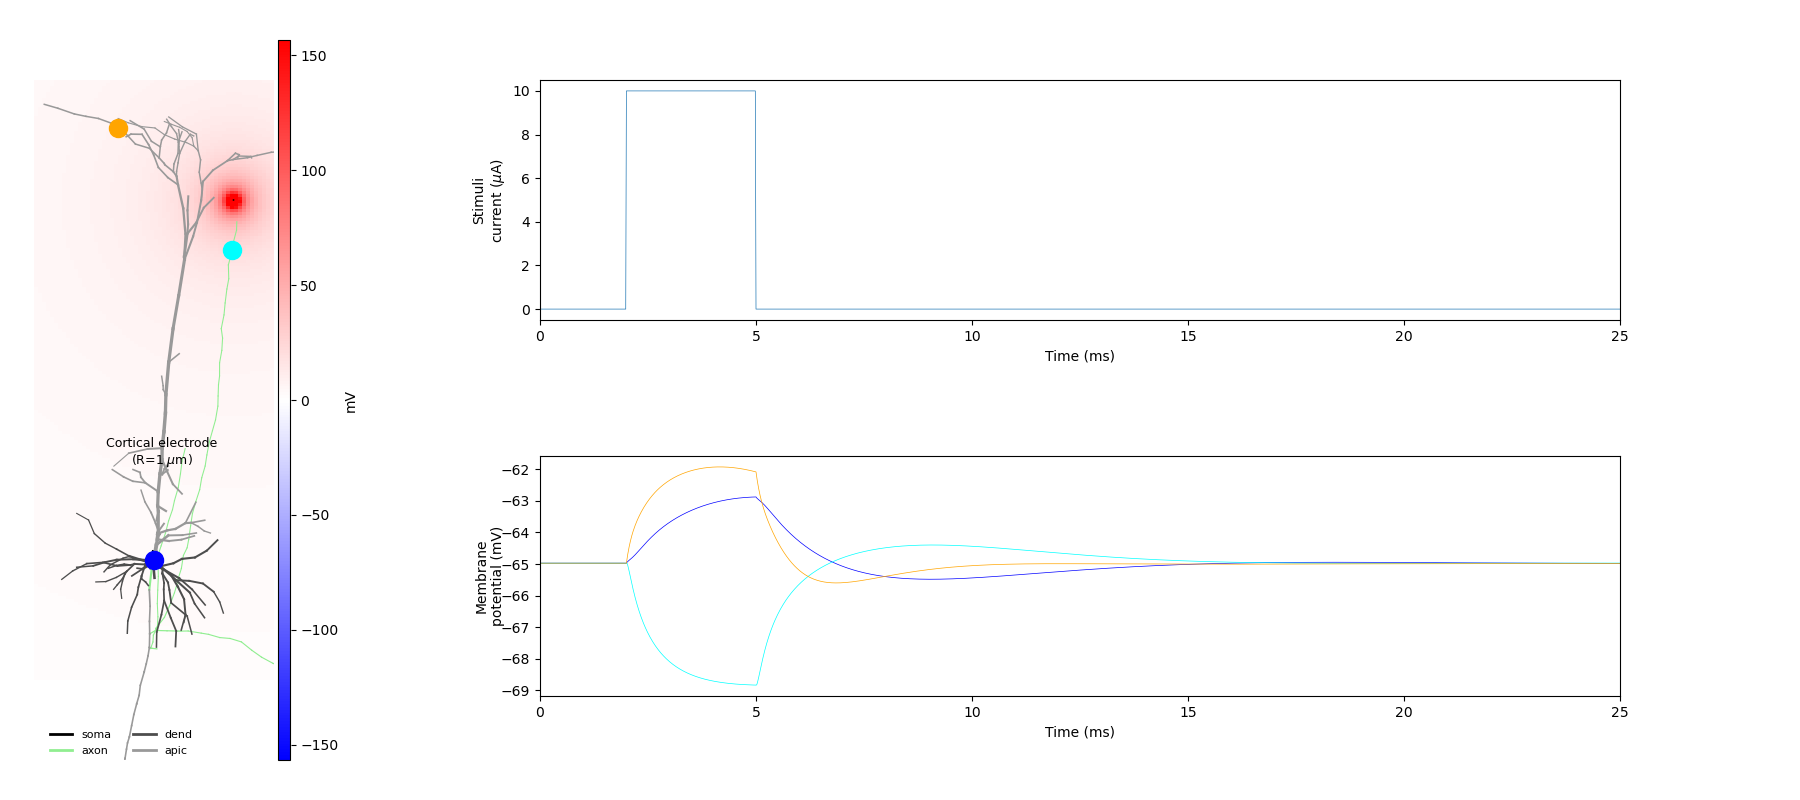 150
100
50
0
−50
−100
−150
mV
Cortical electrode
(R=1 μm)
soma
axon
dend
apic
Stimuli
current (μA)
10
8
6
4
2
0
0
5
10
15
20
25
Time (ms)
Membrane
potential (mV)
−62
−63
−64
−65
−66
−67
−68
−69
0
5
10
15
20
25
Time (ms)